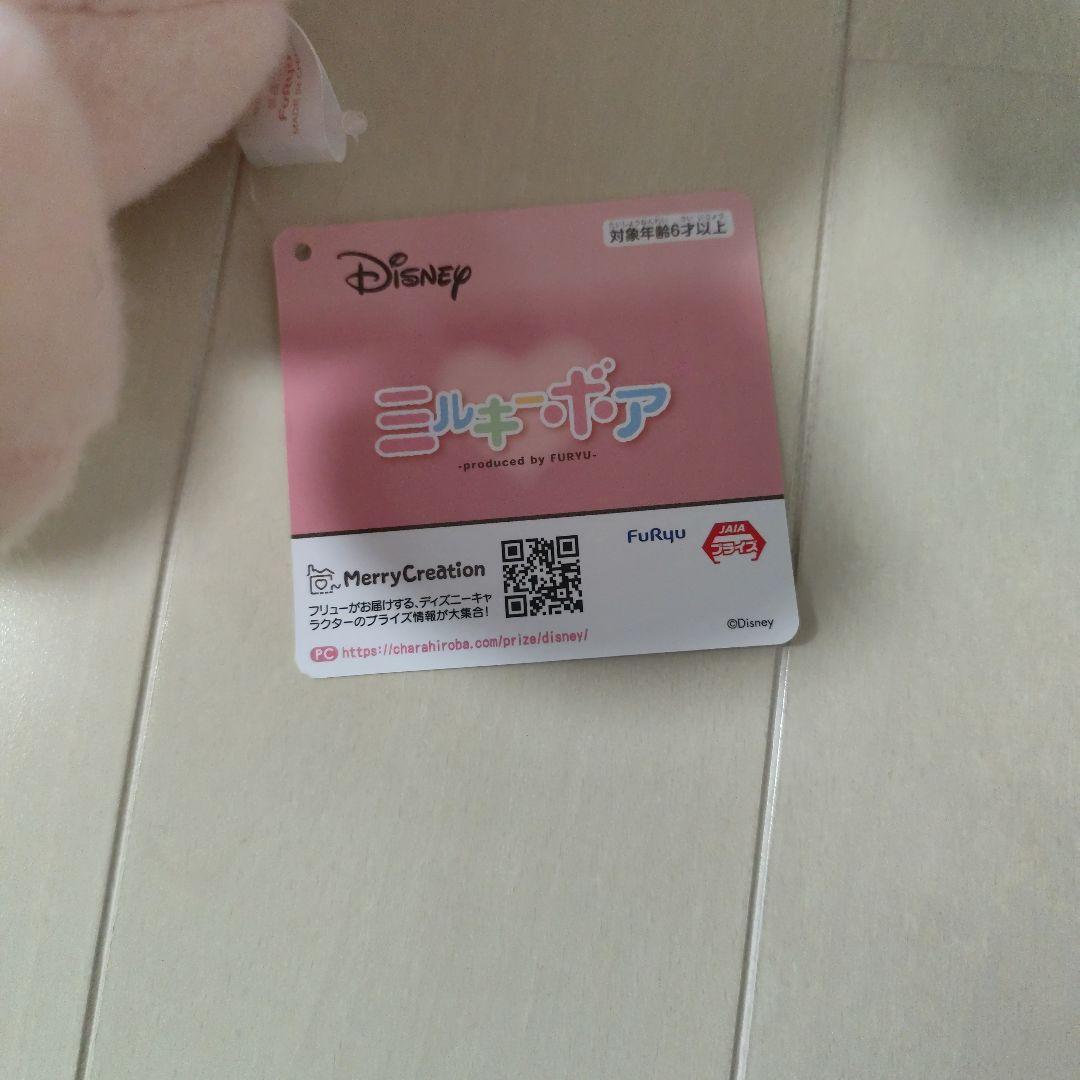 FuRyu
MADE IN
Disney
対象年齢6才以上
ミルキーボア
-produced by FURYU-
MerryCreation
フリューがお届けする、ディズニーキャ
ラクターのプライズ情報が大集合!
PC https://charahiroba.com/prize/disney/
FuRyu
JAIA
プライズ
©Disney